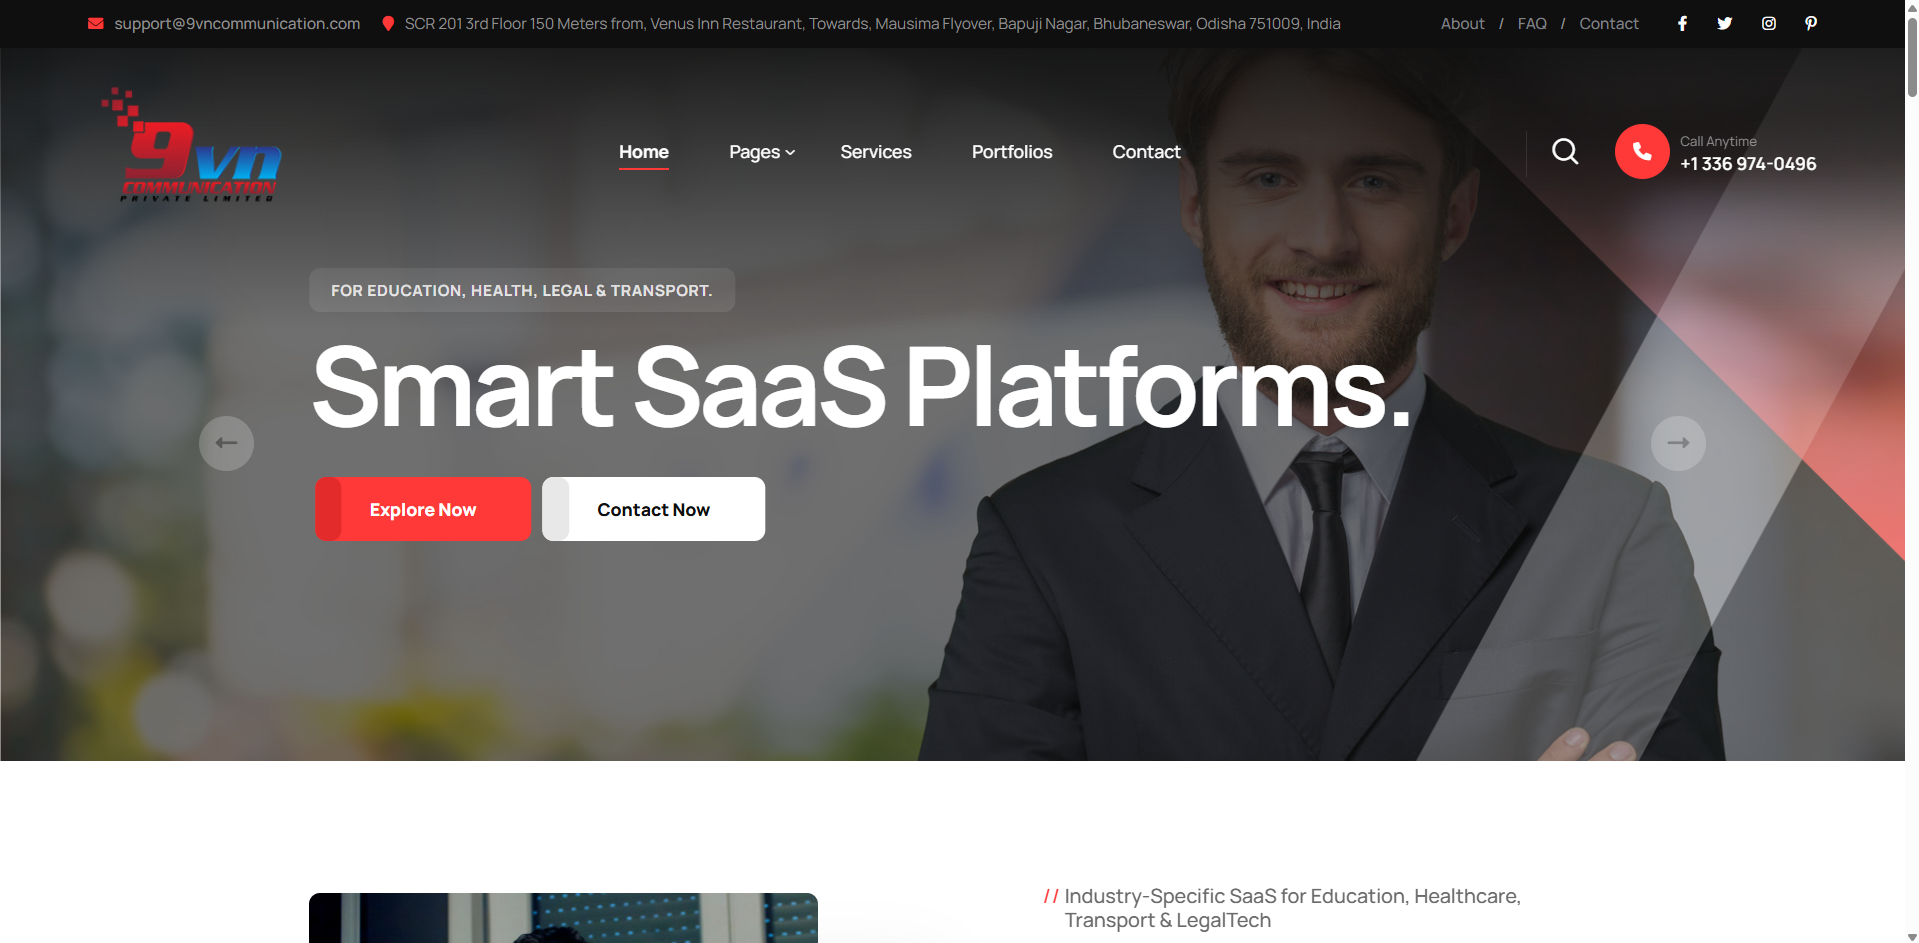 support@9vncommunication.com
SCR 201 3rd Floor 150 Meters from, Venus Inn Restaurant, Towards, Mausima Flyover, Bapuji Nagar, Bhubaneswar, Odisha 751009, India
About / FAQ / Contact
9vn
COMMUNICATION
PRIVATE LIMITED
Home
Pages
Services
Portfolios
Contact
Call Anytime
+1 336 974-0496
FOR EDUCATION, HEALTH, LEGAL & TRANSPORT.
Smart SaaS Platforms.
Explore Now
Contact Now
// Industry-Specific SaaS for Education, Healthcare,
Transport & LegalTech